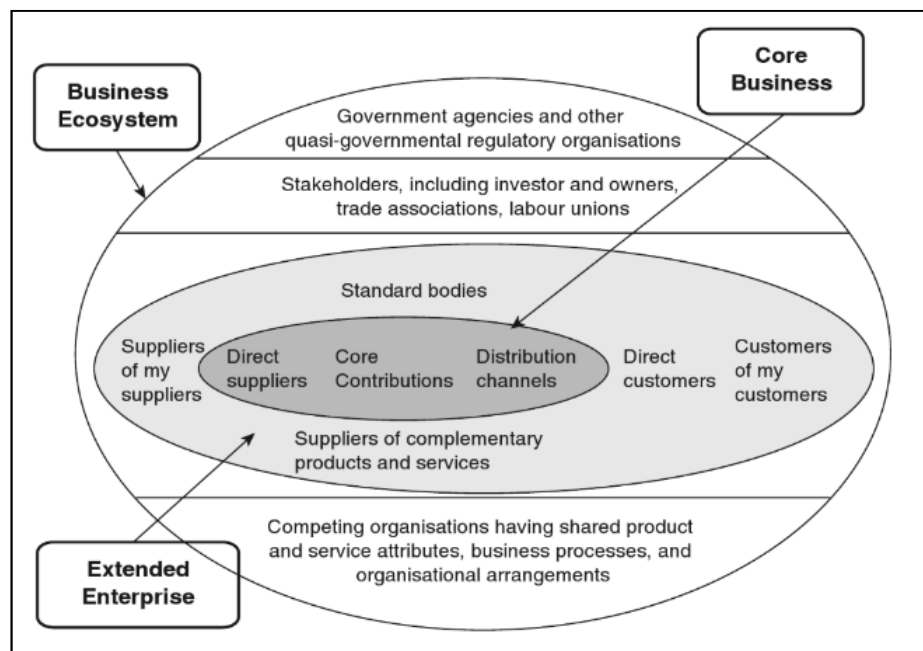 Business
Ecosystem
Core
Business
Government agencies and other
quasi-governmental regulatory organisations
Stakeholders, including investor and owners,
trade associations, labour unions
Standard bodies
Suppliers
of my
suppliers
Direct
suppliers
Core
Contributions
Distribution
channels
Direct
customers
Customers
of my
customers
Suppliers of complementary
products and services
Competing organisations having shared product
and service attributes, business processes, and
organisational arrangements
Extended
Enterprise